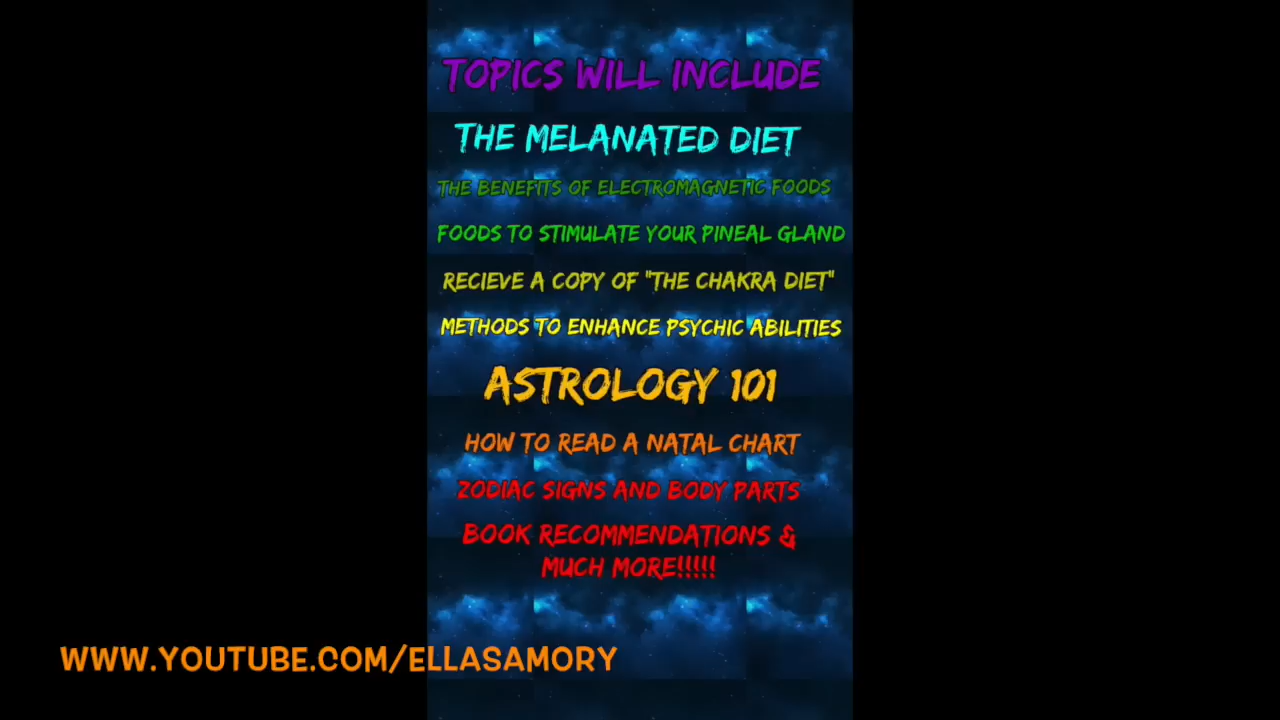 TOPICS WILL INCLUDE
THE MELANATED DIET
THE BENEFITS OF ELECTROMAGNETIC FOODS
FOODS TO STIMULATE YOUR PINEAL GLAND
RECIEVE A COPY OF "THE CHAKRA DIET"
METHODS TO ENHANCE PSYCHIC ABILITIES
ASTROLOGY 101
HOW TO READ A NATAL CHART
ZODIAC SIGNS AND BODY PARTS
BOOK RECOMMENDATIONS &
MUCH MORE!!!!!
WWW.YOUTUBE.COM/ELLASAMORY